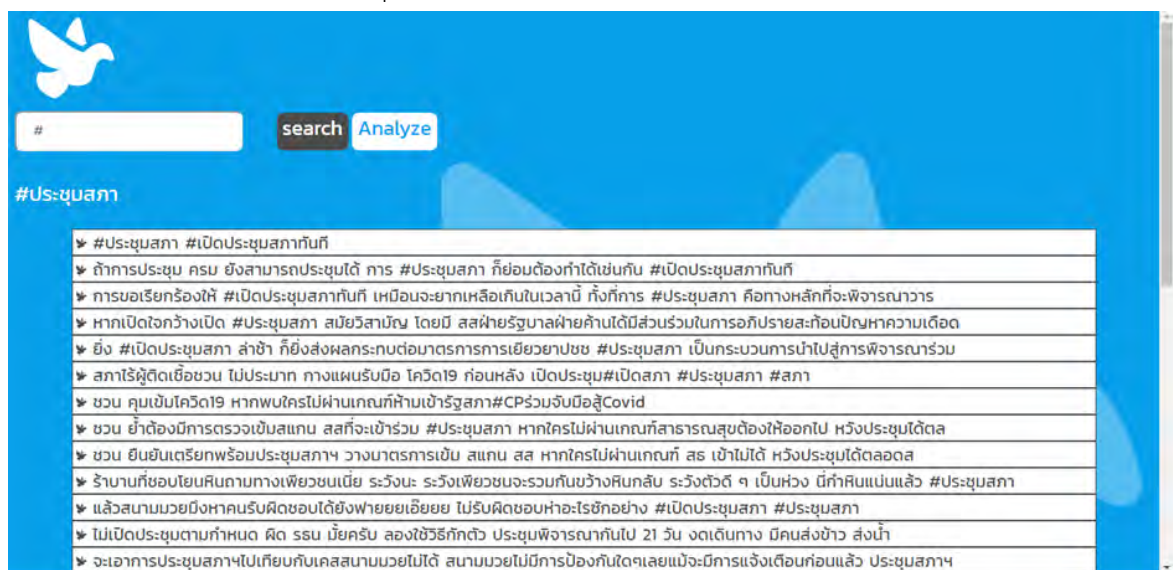 #
search Analyze
#ประชุมสภา
#ประชุมสภา #เปิดประชุมสภาทันที
ถ้าการประชุม ครม ยังสามารถประชุมได้ การ #ประชุมสภา ก็ย่อมต้องทำได้เช่นกัน #เปิดประชุมสภาทันที
การขอเรียกร้องให้ #เปิดประชุมสภาทันที เหมือนจะยากเหลือเกินในเวลานี้ ทั้งที่การ #ประชุมสภา คือทางหลักที่จะพิจารณาวาร
หากเปิดใจกว้างเปิด #ประชุมสภา สมัยวิสามัญ โดยมี สสฝ่ายรัฐบาลฝ่ายค้านได้มีส่วนร่วมในการอภิปรายสะท้อนปัญหาความเดือด
ยิ่ง #เปิดประชุมสภา ล่าช้า ก็ยิ่งส่งผลกระทบต่อมาตรการการเยียวยาปชช #ประชุมสภา เป็นกระบวนการนำไปสู่การพิจารณาร่วม
สภาไร้ผู้ติดเชื้อชวน ไม่ประมาท กางแผนรับมือ โควิด19 ก่อนหลัง เปิดประชุม#เปิดสภา #ประชุมสภา #สภา
ชวน คุมเข้มโควิด19 หากพบใครไม่ผ่านเกณฑ์ห้ามเข้ารัฐสภา#CPร่วมจับมือสู้Covid
ชวน ย้ำต้องมีการตรวจเข้มสแกน สสที่จะเข้าร่วม #ประชุมสภา หากใครไม่ผ่านเกณฑ์สาธารณสุขต้องให้ออกไป หวังประชุมได้ตล
ชวน ยืนยันเตรียทพร้อมประชุมสภาฯ วางมาตรการเข้ม สแกน สส หากใครไม่ผ่านเกณฑ์ สธ เข้าไม่ได้ หวังประชุมได้ตลอดส
ร้าบานที่ชอบโยนหินถามทางเพียวชนเนี่ย ระวังนะ ระวังเพียวชนจะรวมกันขว้างหินกลับ ระวังตัวดี ๆ เป็นห่วง นี่กำหินแน่นแล้ว #ประชุมสภา
แล้วสนามมวยมึงหาคนรับผิดชอบได้ยังฟายยยเอ๊ยยย ไม่รับผิดชอบห่าอะไรซักอย่าง #เปิดประชุมสภา #ประชุมสภา
ไม่เปิดประชุมตามกำหนด ผิด รธน มั้ยครับ ลองใช้วิธีกักตัว ประชุมพิจารณากันไป 21 วัน งดเดินทาง มีคนส่งข้าว ส่งน้ำ
จะเอาการประชุมสภาฯไปเทียบกับเคสสนามมวยไม่ได้ สนามมวยไม่มีการป้องกันใดๆเลยแม้จะมีการแจ้งเตือนก่อนแล้ว ประชุมสภาฯ